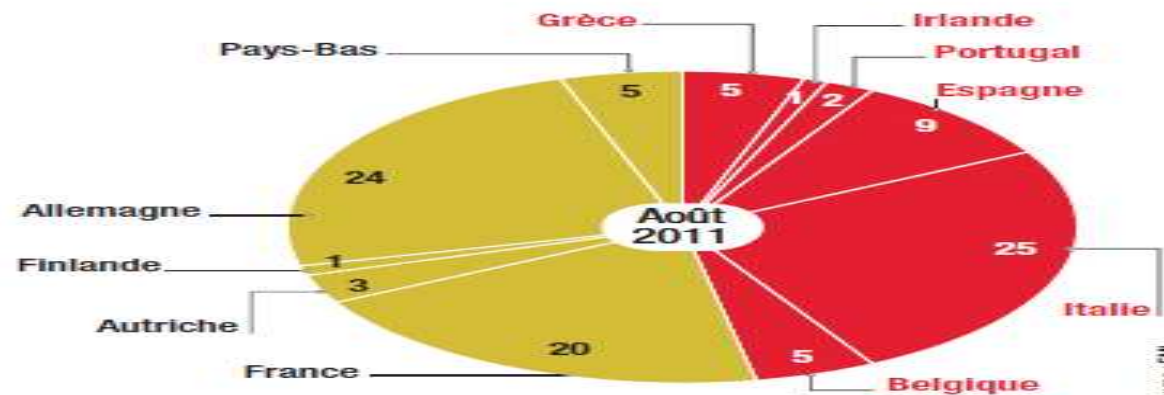 Grèce
Irlande
Pays-Bas
Portugal
Espagne
5
5
1
2
9
24
Allemagne
Août
2011
25
Finlande
1
3
Italie
Autriche
20
5
France
Belgique